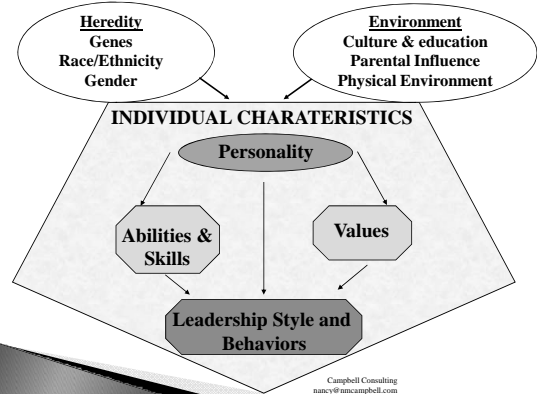 Heredity
Genes
Race/Ethnicity
Gender
Environment
Culture & education
Parental Influence
Physical Environment
INDIVIDUAL CHARATERISTICS
Personality
Abilities &
Skills
Values
Leadership Style and
Behaviors
Campbell Consulting
nancy@nmcampbell.com